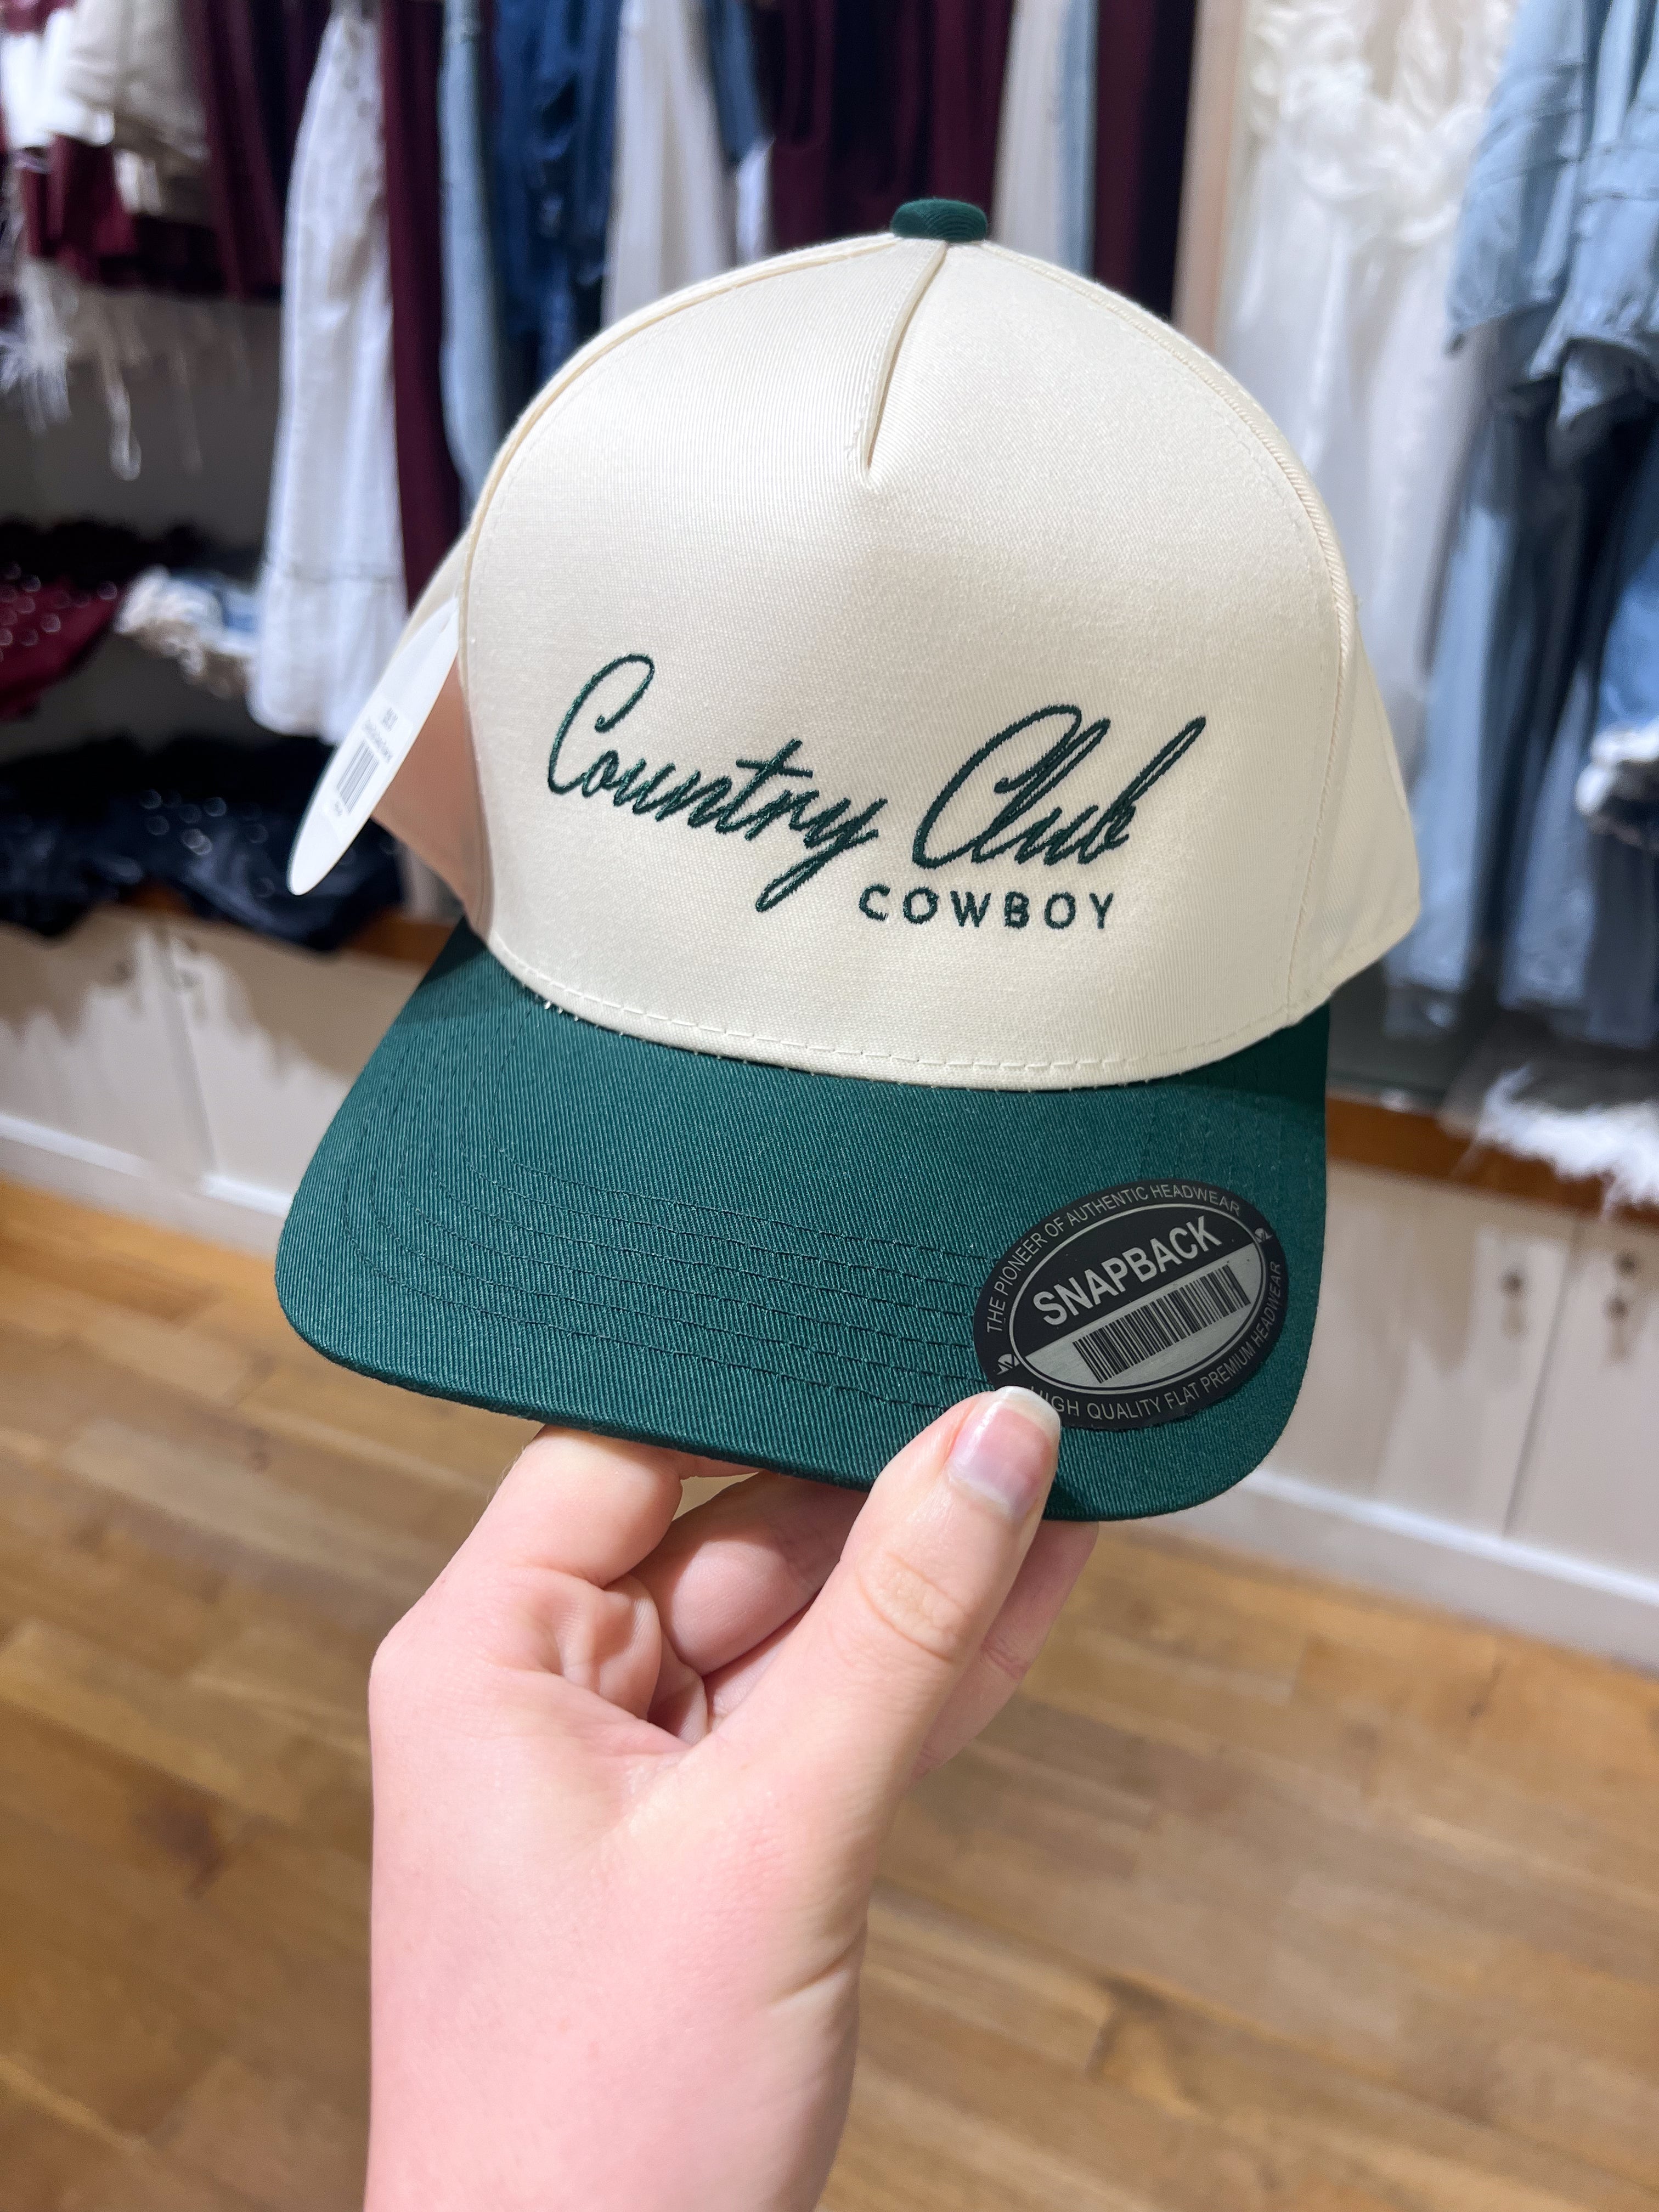 Country Club
COWBOY
THE PIONEER OF AUTHENTIC HEADWEAR
SNAPBACK
HIGH QUALITY FLAT PREMIUM HEADWEAR